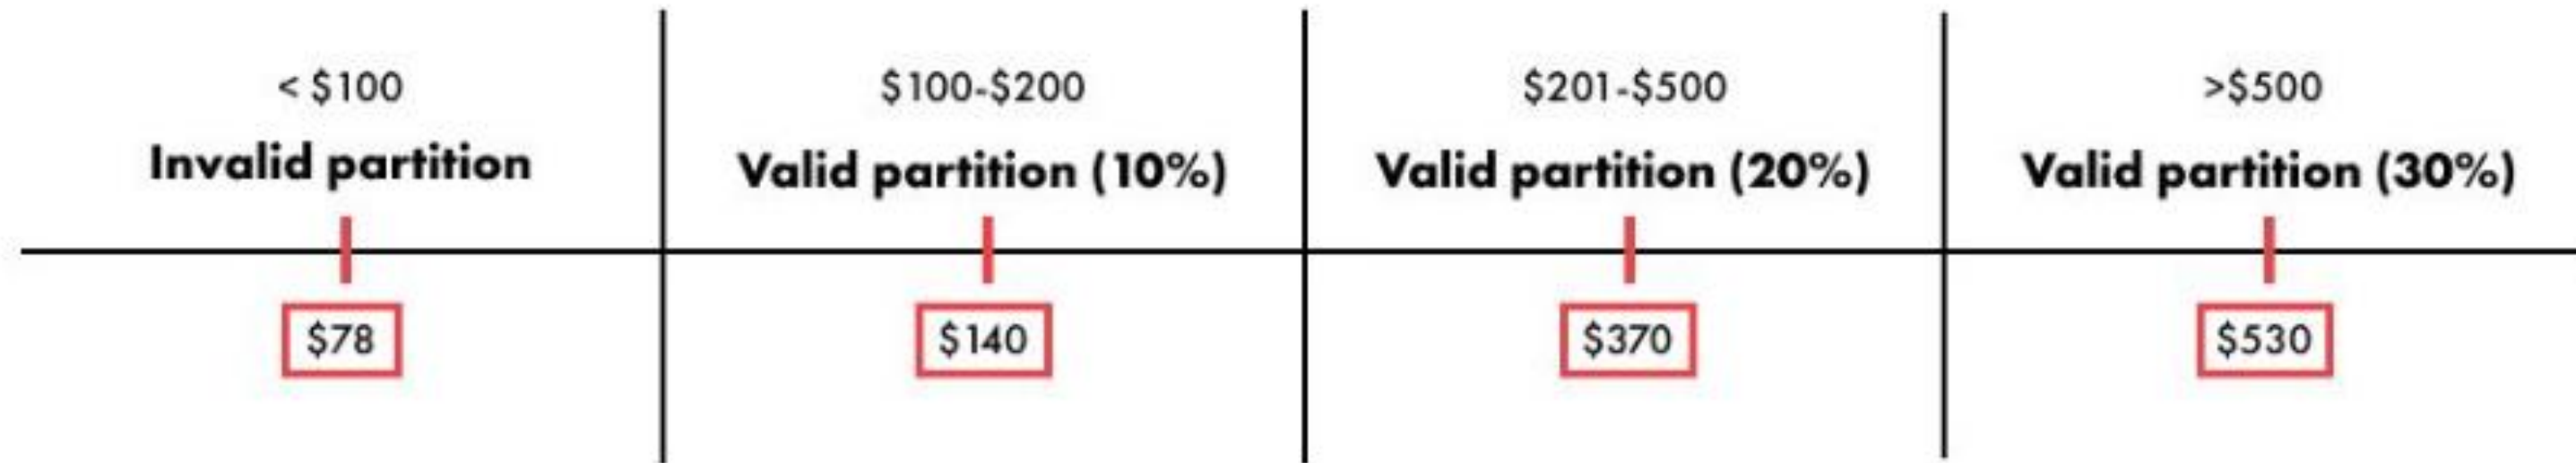 < $100
Invalid partition
$78
$100-$200
Valid partition (10%)
$140
$201-$500
Valid partition (20%)
$370
>$500
Valid partition (30%)
$530